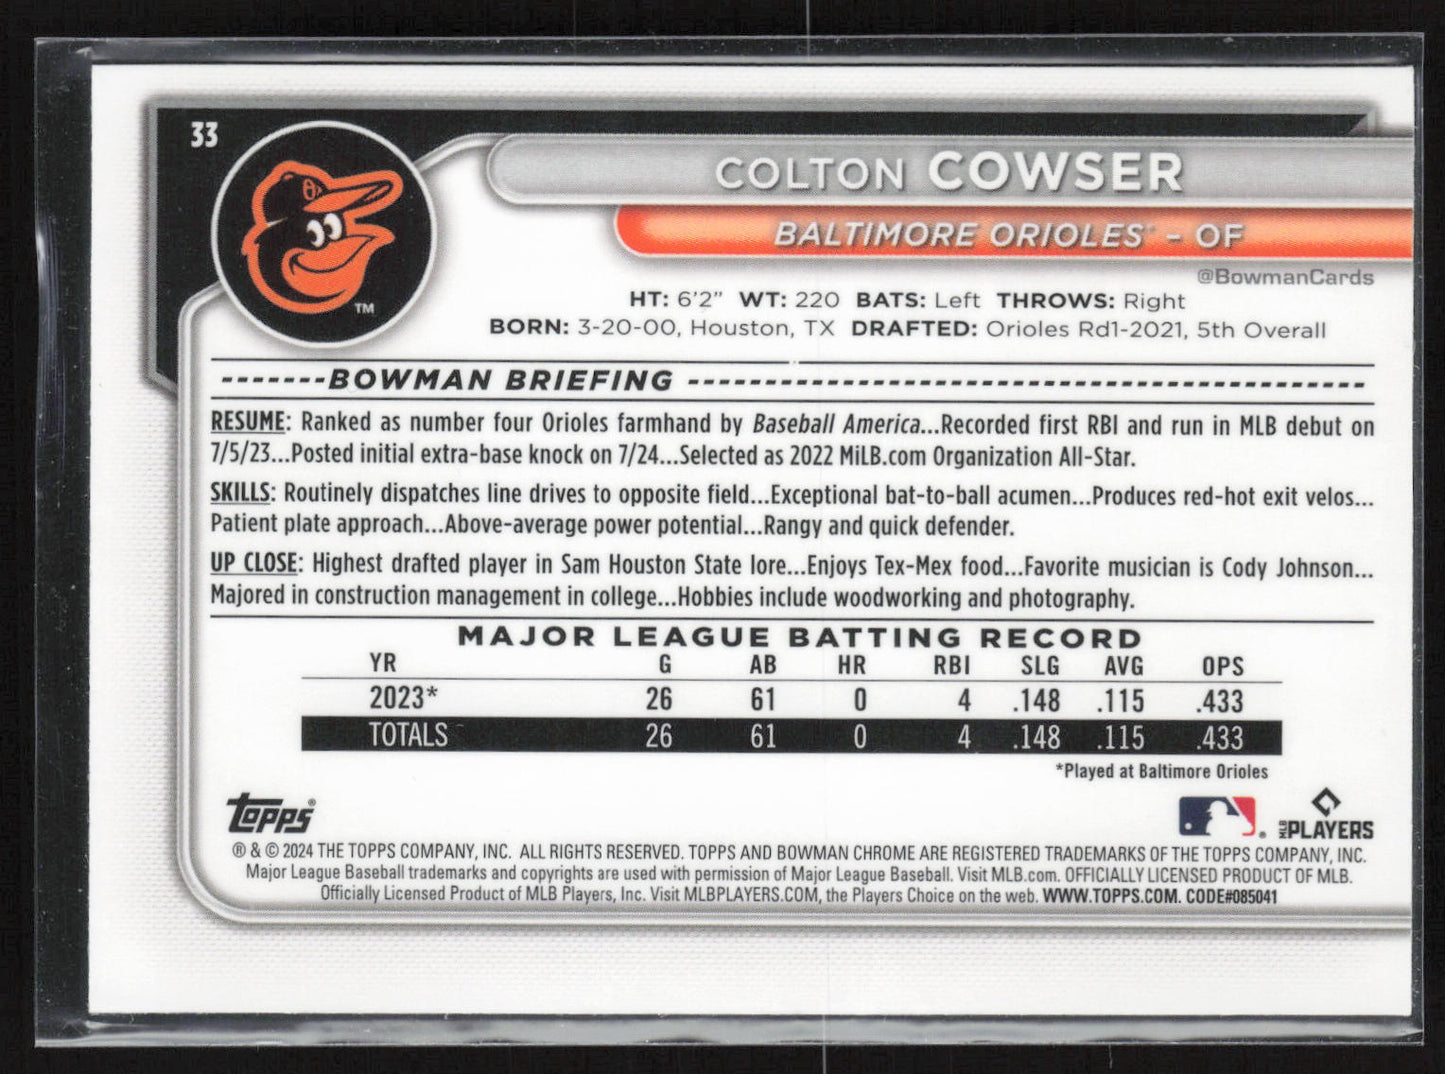 33
COLTON COWSER
BALTIMORE ORIOLES™ – OF
@BowmanCards
HT: 6'2" WT: 220 BATS: Left THROWS: Right
BORN: 3-20-00, Houston, TX DRAFTED: Orioles Rd1-2021, 5th Overall
TM
-------BOWMAN BRIEFING -----------------------------------------
RESUME: Ranked as number four Orioles farmhand by Baseball America...Recorded first RBI and run in MLB debut on
7/5/23...Posted initial extra-base knock on 7/24...Selected as 2022 MiLB.com Organization All-Star.
SKILLS: Routinely dispatches line drives to opposite field...Exceptional bat-to-ball acumen...Produces red-hot exit velos...
Patient plate approach...Above-average power potential...Rangy and quick defender.
UP CLOSE: Highest drafted player in Sam Houston State lore...Enjoys Tex-Mex food...Favorite musician is Cody Johnson...
Majored in construction management in college...Hobbies include woodworking and photography.
MAJOR LEAGUE BATTING RECORD
YR G AB HR RBI SLG AVG OPS
2023* 26 61 0 4 .148 .115 .433
TOTALS 26 61 0 4 .148 .115 .433
*Played at Baltimore Orioles
Topps® ® MLB PLAYERS
® & © 2024 THE TOPPS COMPANY, INC. ALL RIGHTS RESERVED. TOPPS AND BOWMAN CHROME ARE REGISTERED TRADEMARKS OF THE TOPPS COMPANY, INC.
Major League Baseball trademarks and copyrights are used with permission of Major League Baseball. Visit MLB.com. OFFICIALLY LICENSED PRODUCT OF MLB.
Officially Licensed Product of MLB Players, Inc. Visit MLBPLAYERS.COM, the Players Choice on the web. WWW.TOPPS.COM. CODE#085041